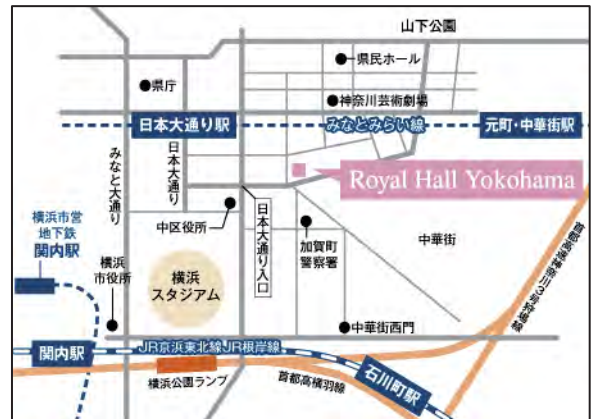 山下公園
県民ホール
県庁
神奈川芸術劇場
日本大通り駅
みなとみらい線
元町・中華街駅
みなと大通り
日本大通り
Royal Hall Yokohama
横浜市営
地下鉄
関内駅
中区役所
日本大通り入口
加賀町
警察署
中華街
首都高速神奈川3号狩場線
横浜
市役所
横浜
スタジアム
中華街西門
関内駅
JR京浜東北線JR根岸線
石川町駅
横浜公園ランプ
首都高横羽線